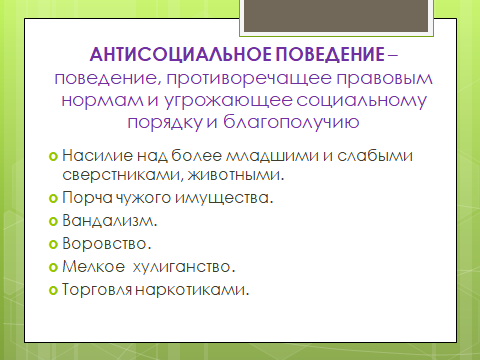 АНТИСОЦИАЛЬНОЕ ПОВЕДЕНИЕ –
поведение, противоречащее правовым
нормам и угрожающее социальному
порядку и благополучию
Насилие над более младшими и слабыми
сверстниками, животными.
Порча чужого имущества.
Вандализм.
Воровство.
Мелкое хулиганство.
Торговля наркотиками.